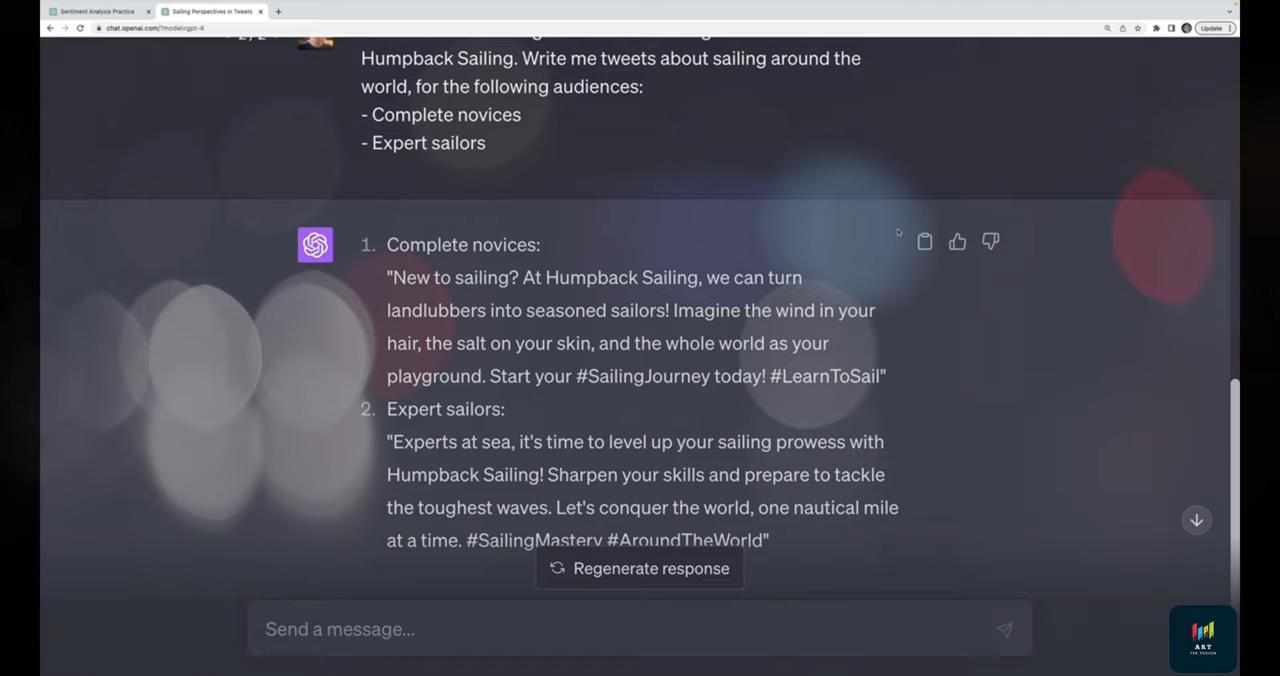 Sentiment Analysis Practice
Sailing Perspectives in Tweets
chat.openai.com/?model=gpt-4
Update
Humpback Sailing. Write me tweets about sailing around the
world, for the following audiences:
- Complete novices
- Expert sailors
1. Complete novices:
"New to sailing? At Humpback Sailing, we can turn
landlubbers into seasoned sailors! Imagine the wind in your
hair, the salt on your skin, and the whole world as your
playground. Start your #SailingJourney today! #LearnToSail"
2. Expert sailors:
"Experts at sea, it's time to level up your sailing prowess with
Humpback Sailing! Sharpen your skills and prepare to tackle
the toughest waves. Let's conquer the world, one nautical mile
at a time. #SailingMastery #AroundTheWorld"
Regenerate response
Send a message...
ART
TEK FUSION